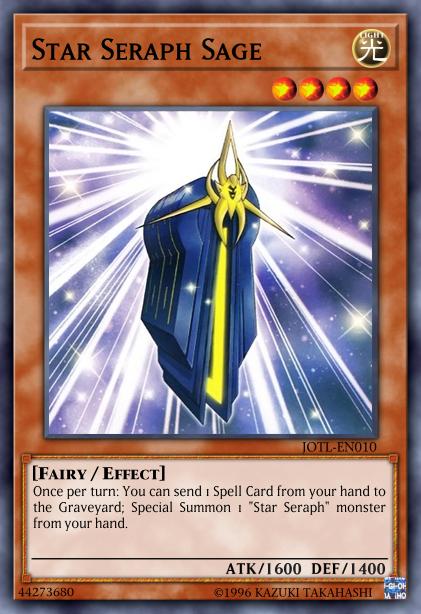 Star Seraph Sage
LIGHT
光
JOTL-EN010
[Fairy / Effect]
Once per turn: You can send 1 Spell Card from your hand to
the Graveyard; Special Summon 1 "Star Seraph" monster
from your hand.
ATK/1600 DEF/1400
44273680
©1996 KAZUKI TAKAHASHI